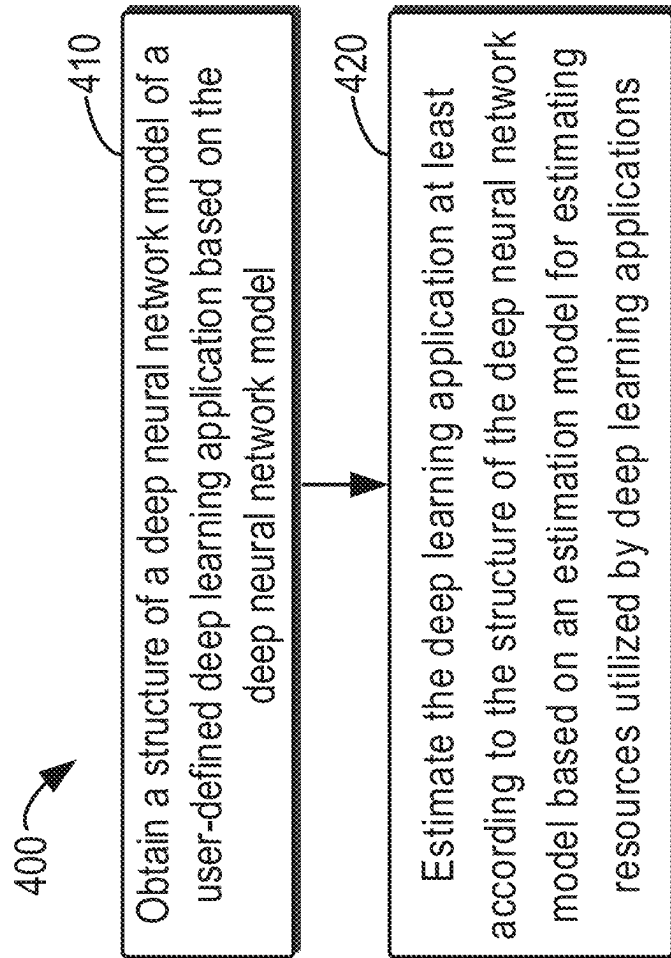 400
410
Obtain a structure of a deep neural network model of a
user-defined deep learning application based on the
deep neural network model
420
Estimate the deep learning application at least
according to the structure of the deep neural network
model based on an estimation model for estimating
resources utilized by deep learning applications